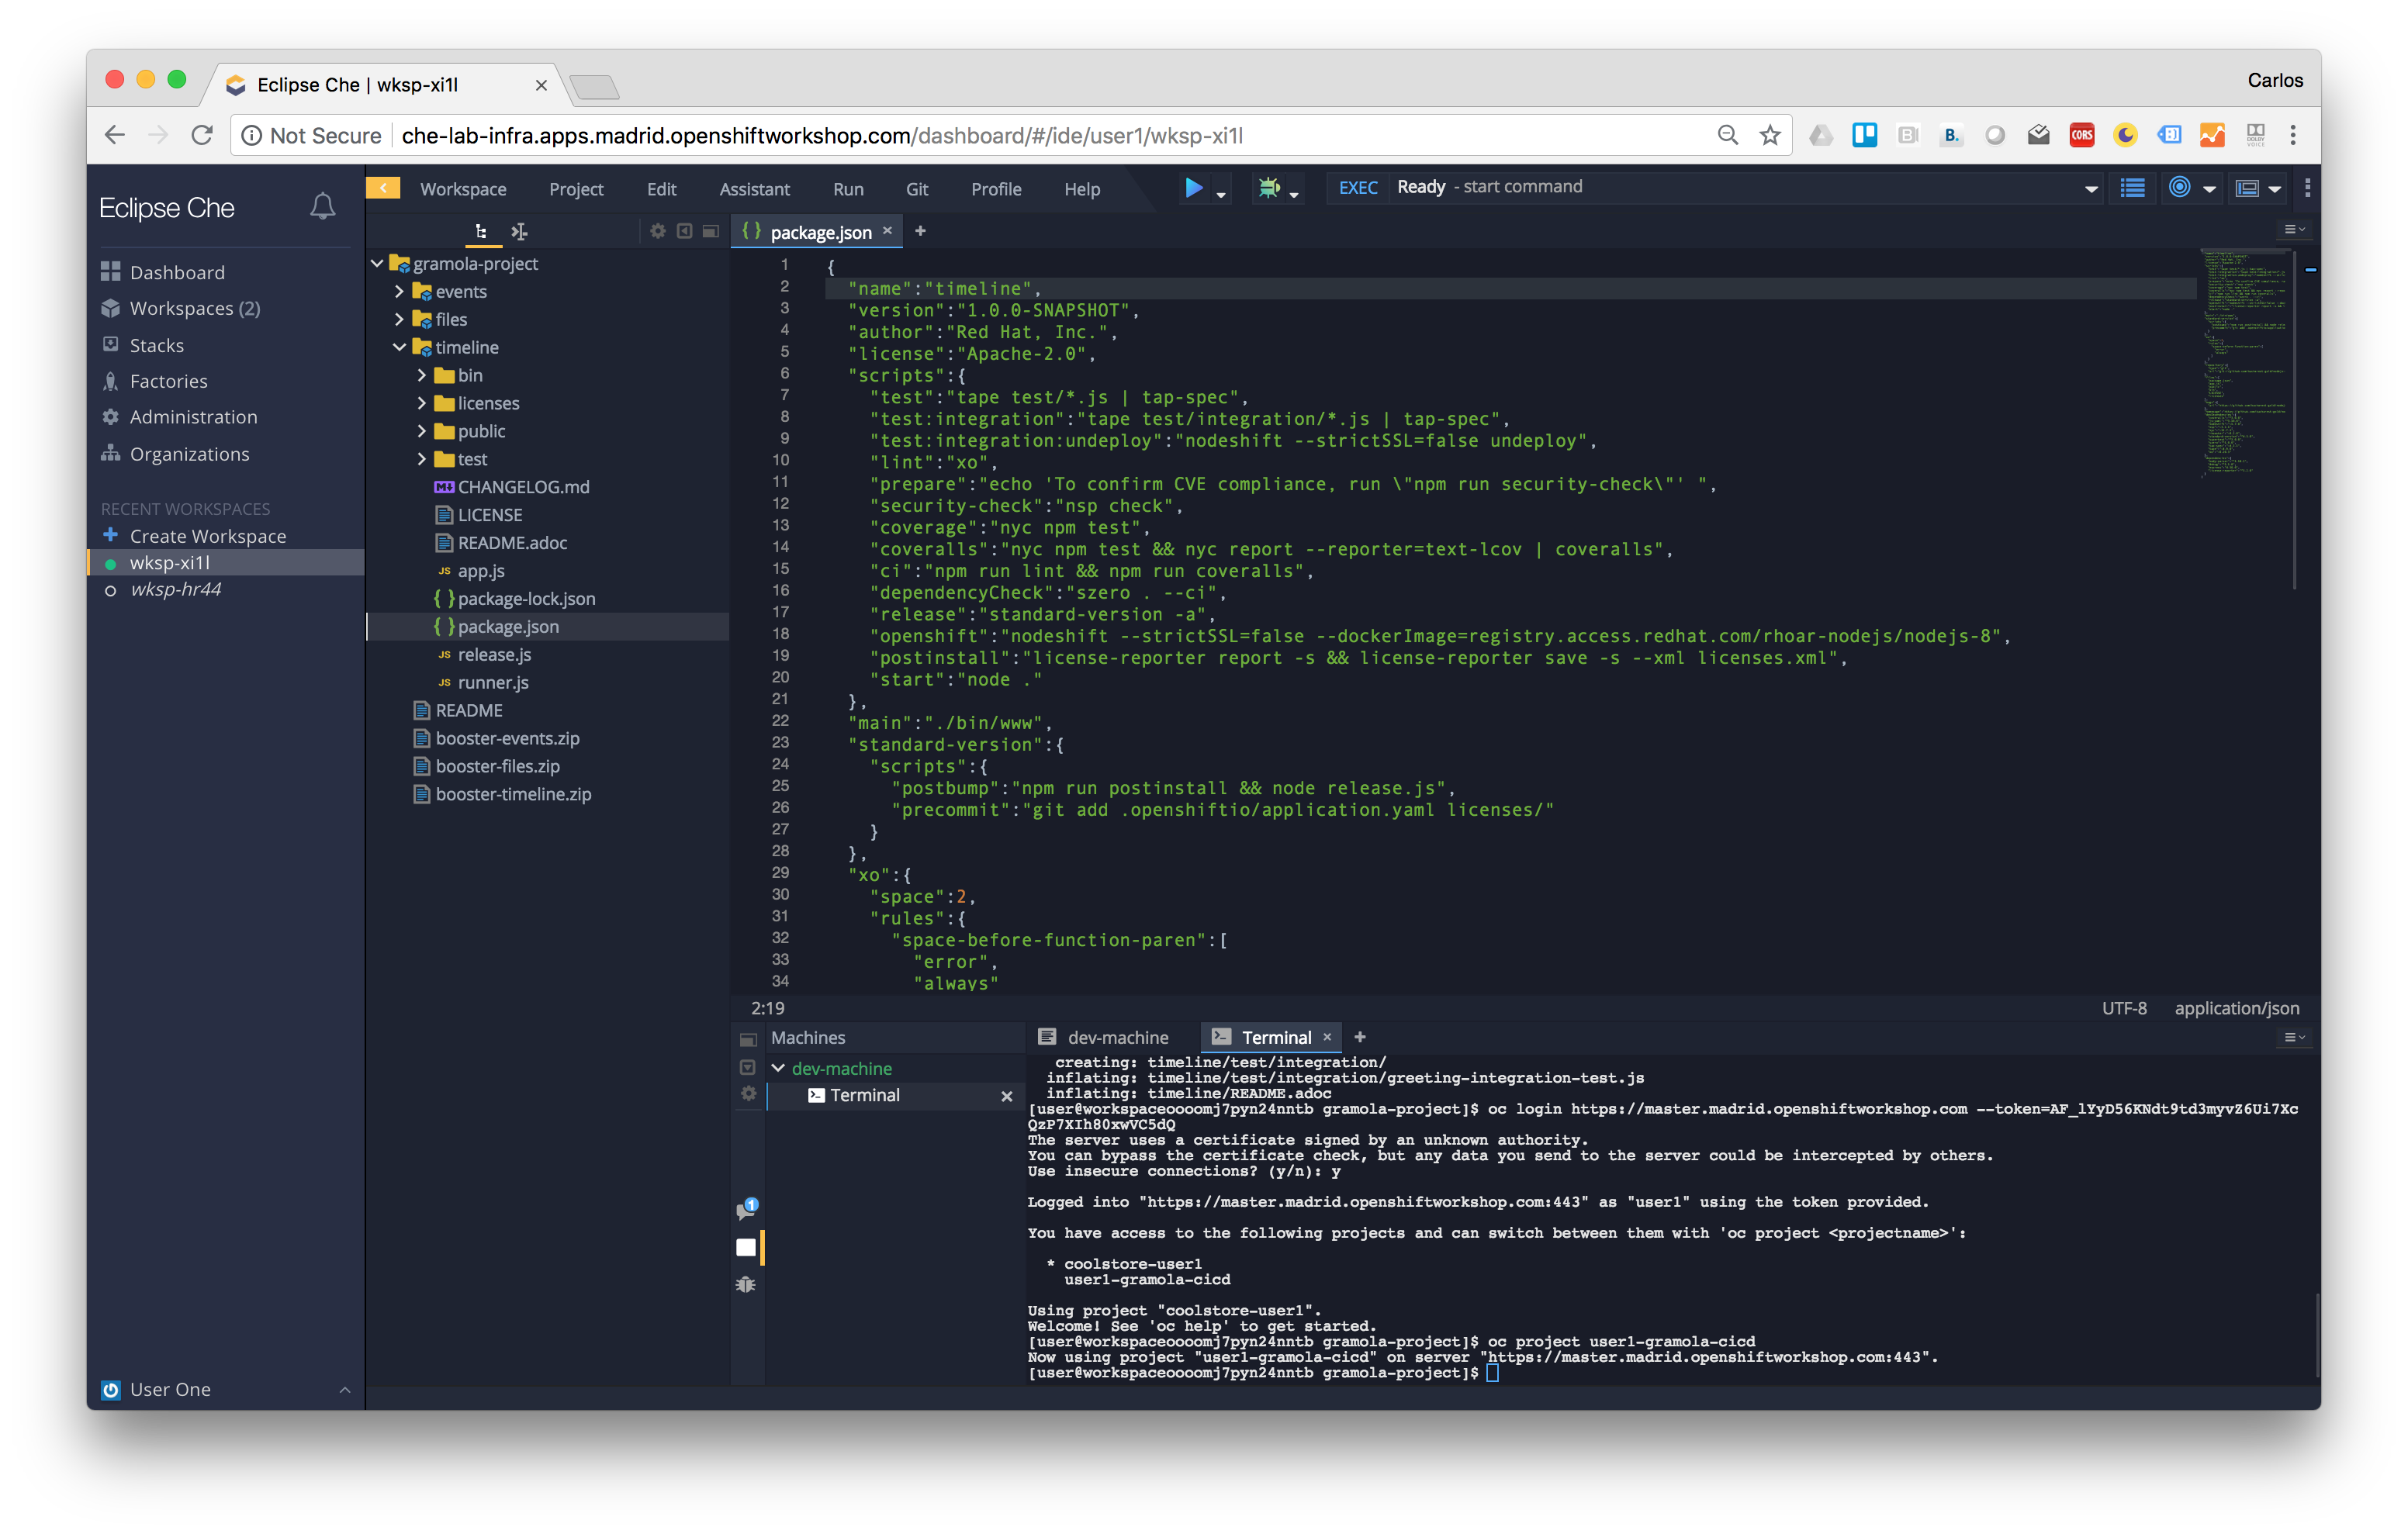 Eclipse Che | wksp-xi1l
Carlos
Not Secure
che-lab-infra.apps.madrid.openshiftworkshop.com/dashboard/#/ide/user1/wksp-xi1l
B.
CORS
Eclipse Che
Dashboard
Workspaces (2)
Stacks
Factories
Administration
Organizations
RECENT WORKSPACES
Create Workspace
wksp-xi1l
wksp-hr44
User One
Workspace
Project
Edit
Assistant
Run
Git
Profile
Help
EXEC
Ready - start command
gramola-project
events
files
timeline
bin
licenses
public
test
CHANGELOG.md
LICENSE
README.adoc
JS app.js
{ } package-lock.json
{ } package.json
JS release.js
JS runner.js
README
booster-events.zip
booster-files.zip
booster-timeline.zip
{ } package.json
1 {
2 "name":"timeline",
3 "version":"1.0.0-SNAPSHOT",
4 "author":"Red Hat, Inc.",
5 "license":"Apache-2.0",
6 "scripts":{
7 "test":"tape test/*.js | tap-spec",
8 "test:integration":"tape test/integration/*.js | tap-spec",
9 "test:integration:undeploy":"nodeshift --strictSSL=false undeploy",
10 "lint":"xo",
11 "prepare":"echo 'To confirm CVE compliance, run \"npm run security-check\"' ",
12 "security-check":"nsp check",
13 "coverage":"nyc npm test",
14 "coveralls":"nyc npm test && nyc report --reporter=text-lcov | coveralls",
15 "ci":"npm run lint && npm run coveralls",
16 "dependencyCheck":"szero . --ci",
17 "release":"standard-version -a",
18 "openshift":"nodeshift --strictSSL=false --dockerImage=registry.access.redhat.com/rhoar-nodejs/nodejs-8",
19 "postinstall":"license-reporter report -s && license-reporter save -s --xml licenses.xml",
20 "start":"node ."
21 },
22 "main":"./bin/www",
23 "standard-version":{
24 "scripts":{
25 "postbump":"npm run postinstall && node release.js",
26 "precommit":"git add .openshiftio/application.yaml licenses/"
27 }
28 },
29 "xo":{
30 "space":2,
31 "rules":{
32 "space-before-function-paren":[
33 "error",
34 "always"
2:19
UTF-8
application/json
Machines
dev-machine
Terminal
1
dev-machine
Terminal
creating: timeline/test/integration/
inflating: timeline/test/integration/greeting-integration-test.js
inflating: timeline/README.adoc
[user@workspaceoooomj7pyn24nntb gramola-project]$ oc login https://master.madrid.openshiftworkshop.com --token=AF_lYyD56KNdt9td3myvZ6Ui7Xc
QzP7XIh80xwVC5dQ
The server uses a certificate signed by an unknown authority.
You can bypass the certificate check, but any data you send to the server could be intercepted by others.
Use insecure connections? (y/n): y
Logged into "https://master.madrid.openshiftworkshop.com:443" as "user1" using the token provided.
You have access to the following projects and can switch between them with 'oc project <projectname>':
* coolstore-user1
user1-gramola-cicd
Using project "coolstore-user1".
Welcome! See 'oc help' to get started.
[user@workspaceoooomj7pyn24nntb gramola-project]$ oc project user1-gramola-cicd
Now using project "user1-gramola-cicd" on server "https://master.madrid.openshiftworkshop.com:443".
[user@workspaceoooomj7pyn24nntb gramola-project]$